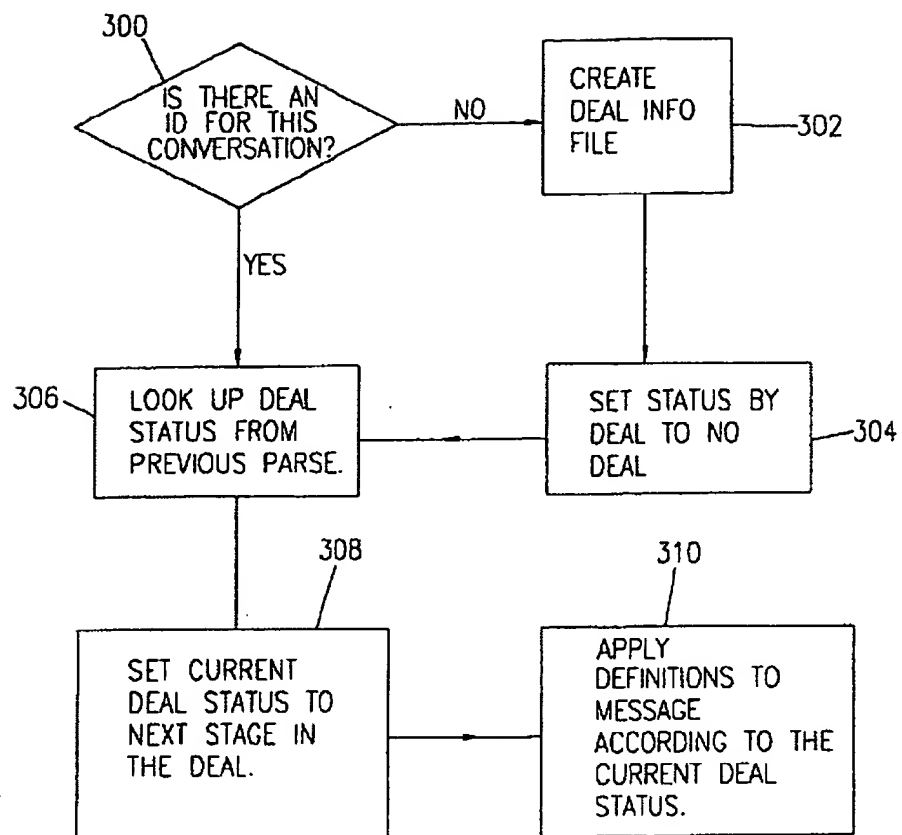 300
IS THERE AN
ID FOR THIS
CONVERSATION?
NO
CREATE
DEAL INFO
FILE
302
YES
306
LOOK UP DEAL
STATUS FROM
PREVIOUS PARSE.
SET STATUS BY
DEAL TO NO
DEAL
304
308
SET CURRENT
DEAL STATUS TO
NEXT STAGE IN
THE DEAL.
310
APPLY
DEFINITIONS TO
MESSAGE
ACCORDING TO THE
CURRENT DEAL
STATUS.